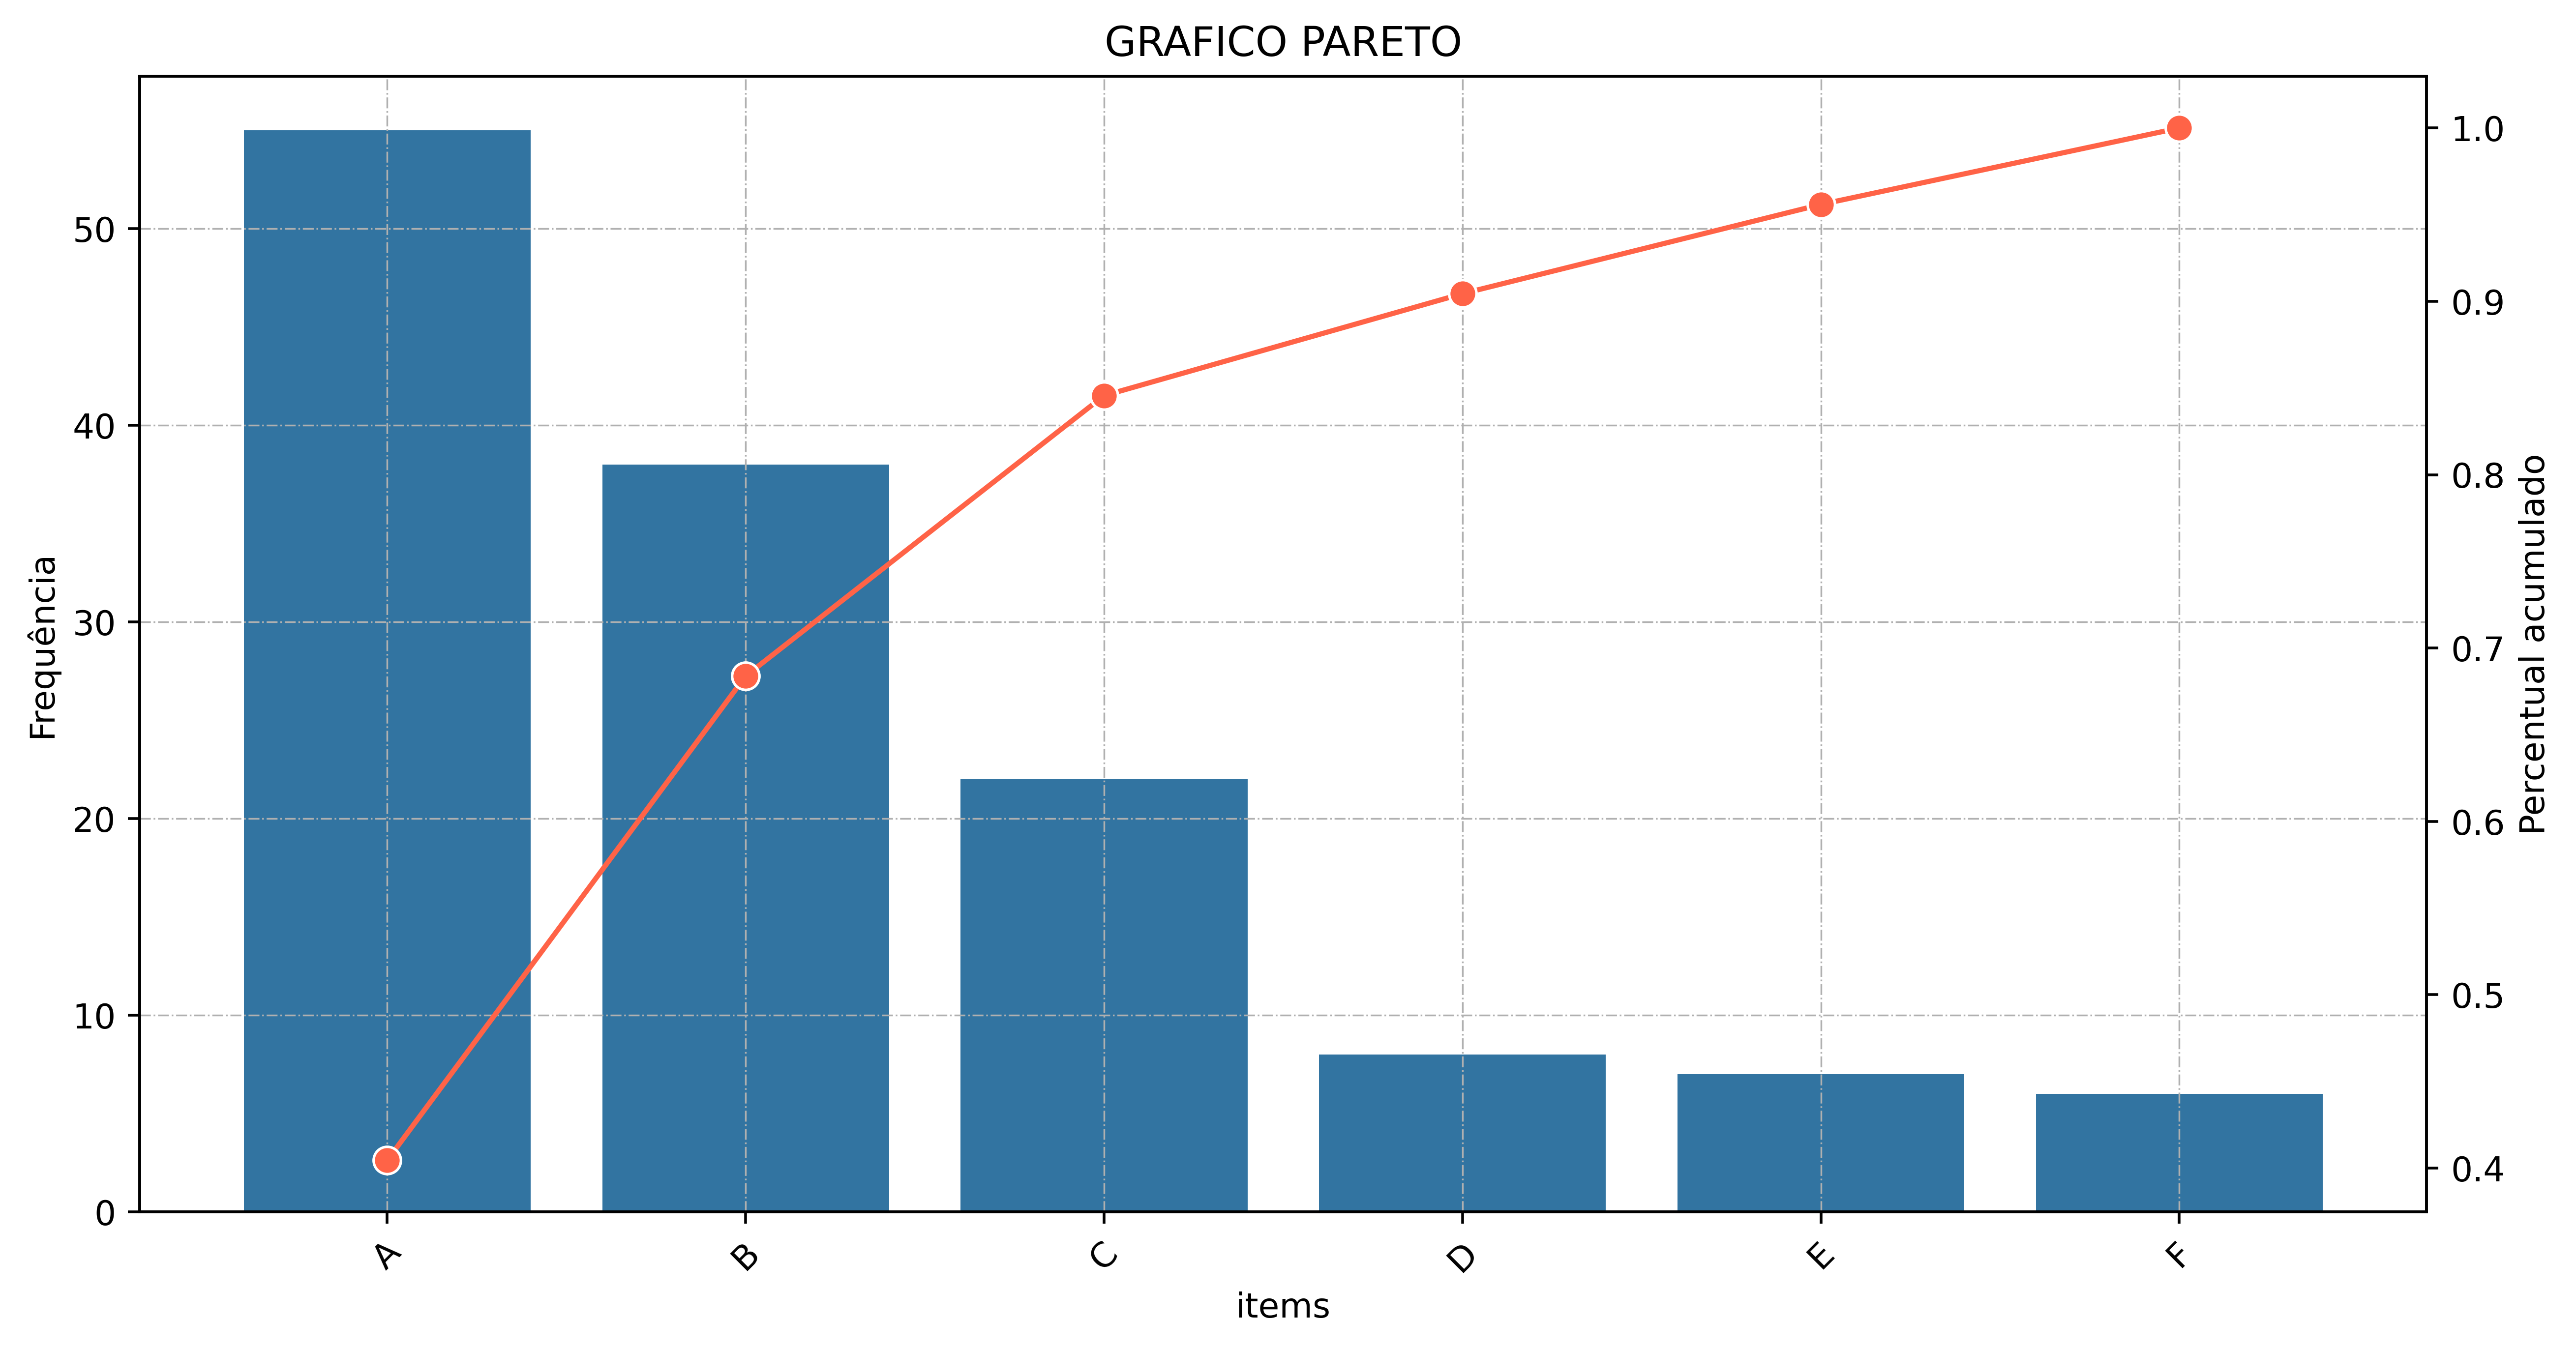 GRAFICO PARETO
Frequência
50
40
30
20
10
0
1.0
0.9
0.8
0.7
0.6
0.5
0.4
Percentual acumulado
A
B
C
D
E
F
items